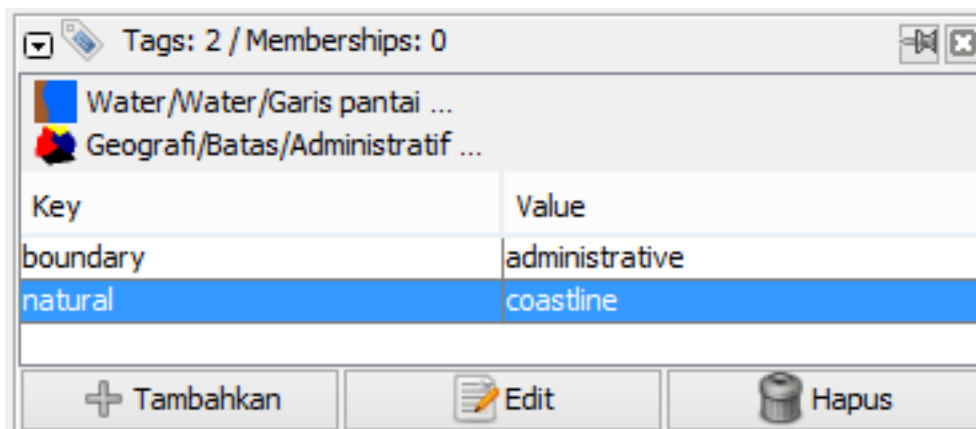 Tags: 2 / Memberships: 0
Water/Water/Garis pantai ...
Geografi/Batas/Administratif ...
Key Value
boundary administrative
natural coastline
Tambahkan Edit Hapus